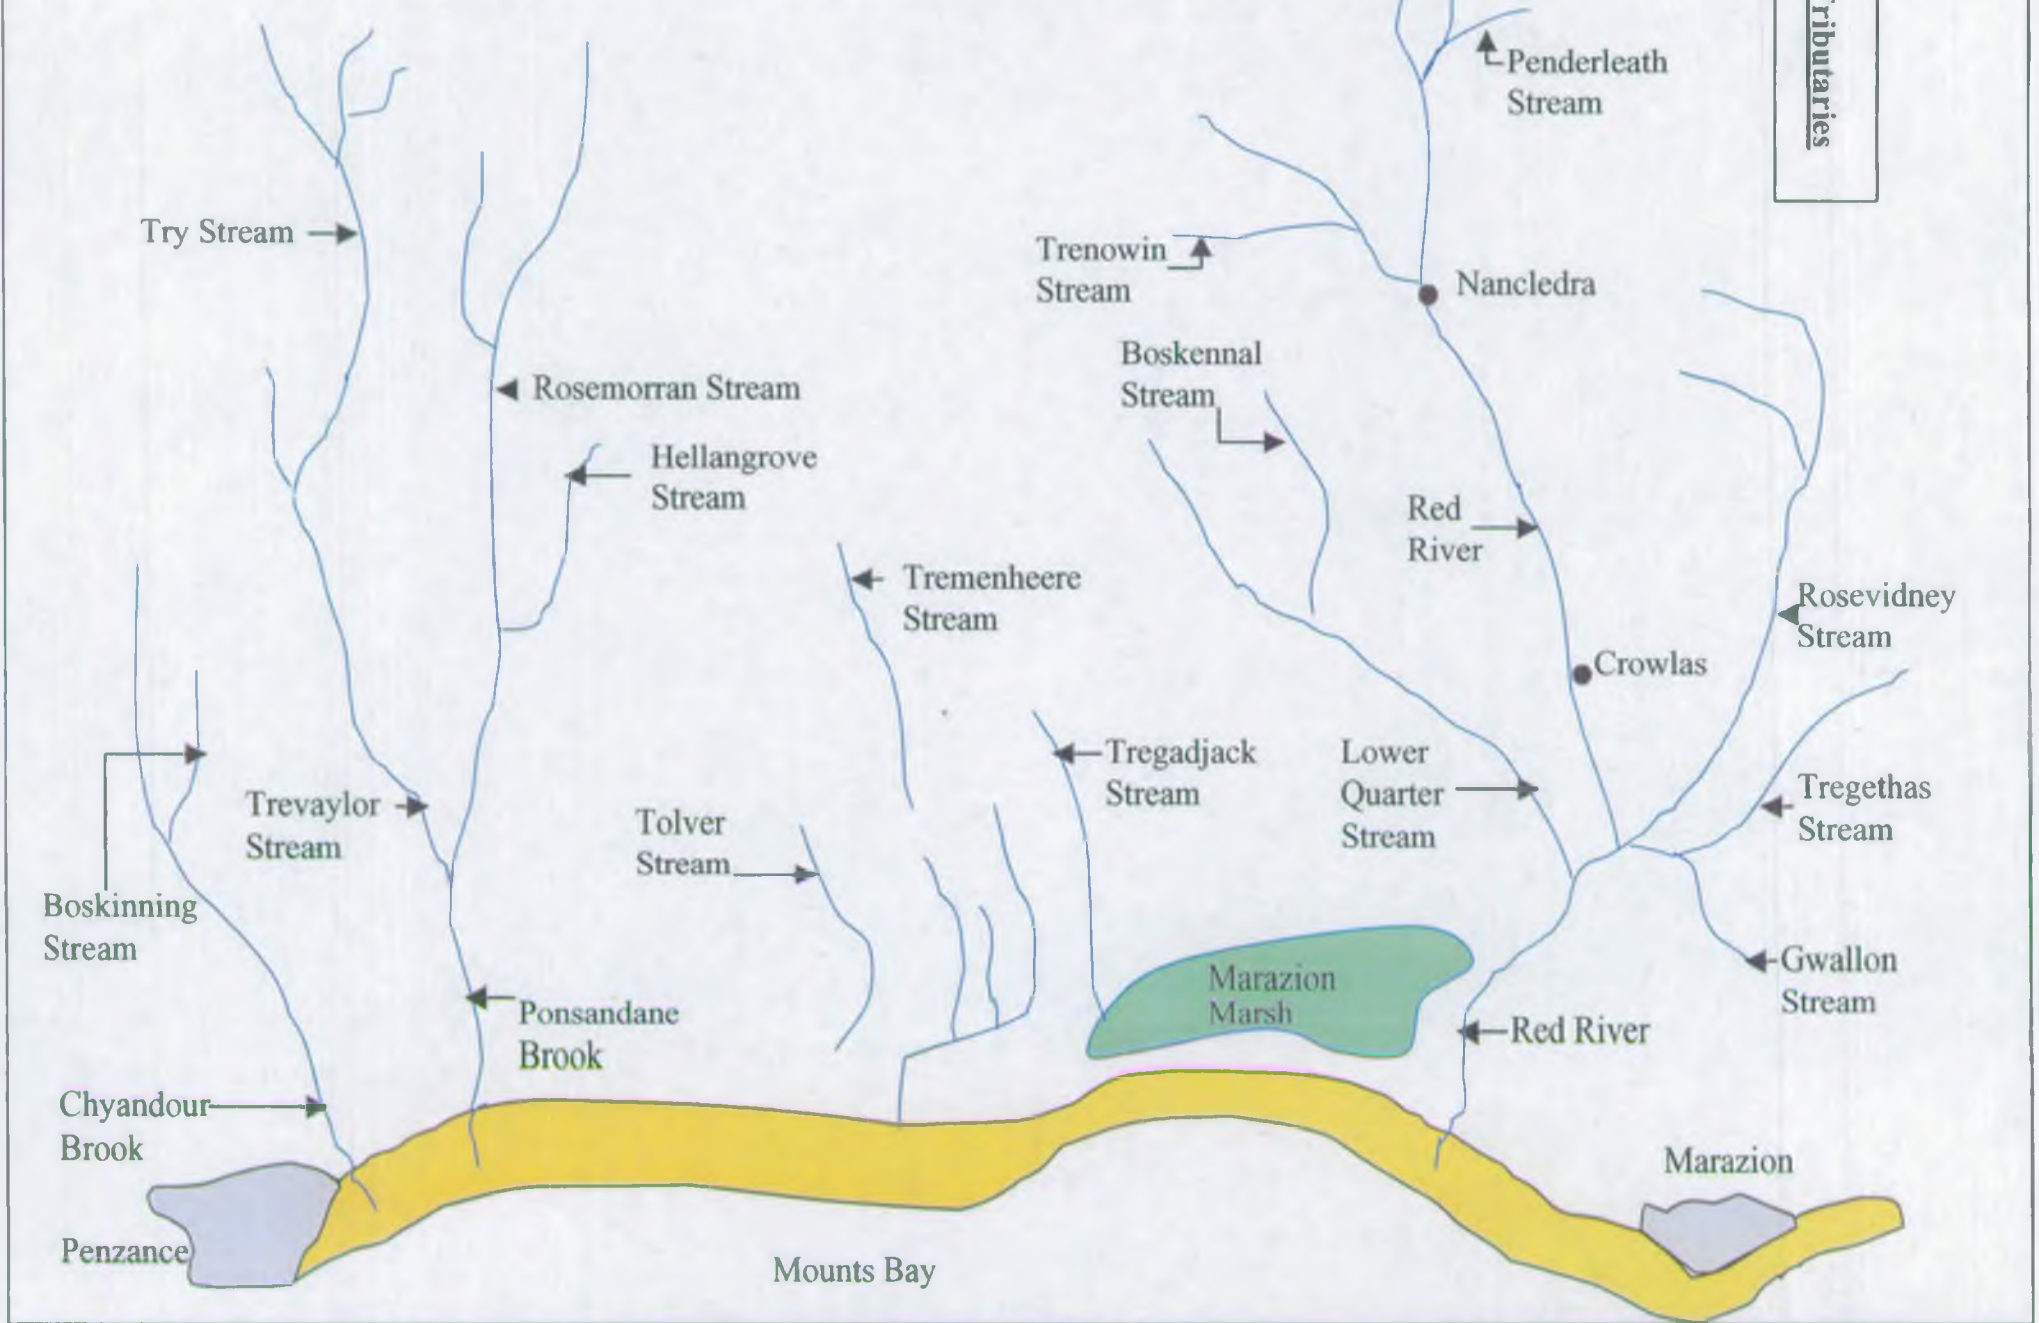 ributaries
Penderleath
Stream
Try Stream
Trenowin
Stream
Nancledra
Boskennal
Stream
Rosemorran Stream
Hellangrove
Stream
Red
River
Tremenheere
Stream
Rosevidney
Stream
Crowlas
Tregadjack
Stream
Lower
Quarter
Stream
Trevaylor
Stream
Tolver
Stream
Tregethas
Stream
Boskinning
Stream
Marazion
Marsh
Gwallon
Stream
Ponsandane
Brook
Red River
Chyandour
Brook
Marazion
Penzance
Mounts Bay